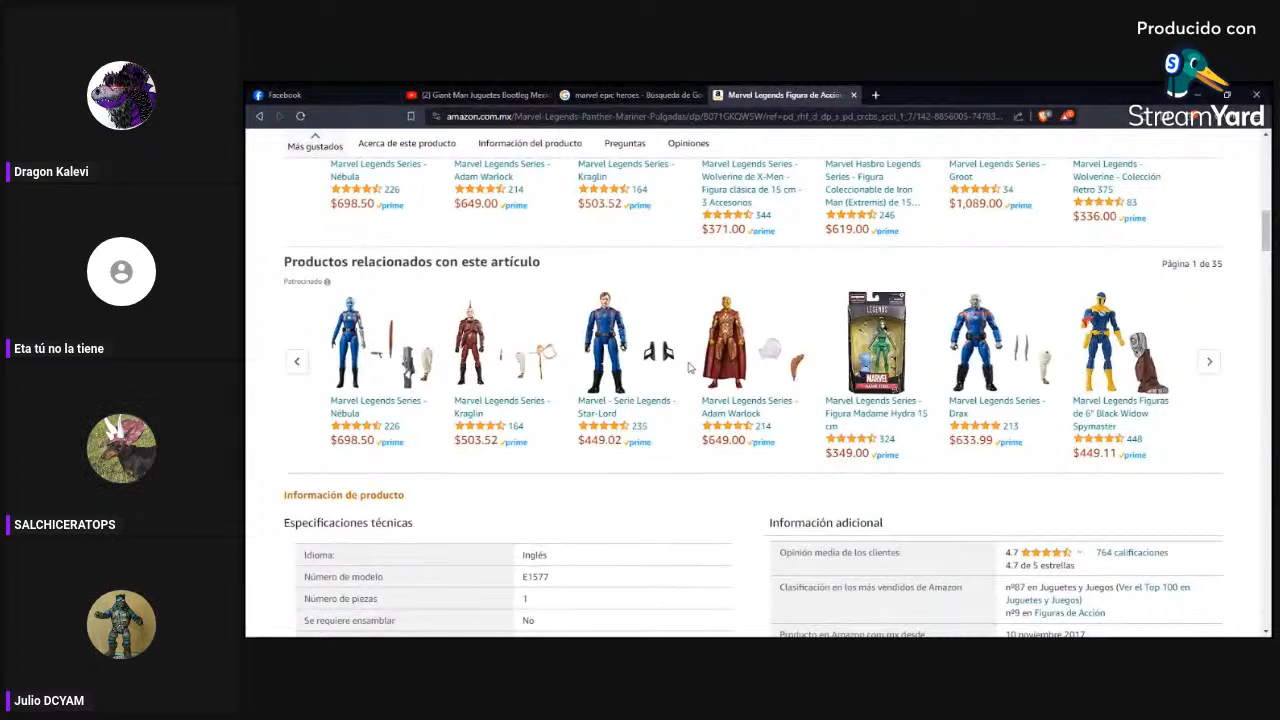 Producido con
StreamYard
Dragon Kalevi
Eta tú no la tiene
SALCHICERATOPS
Julio DCYAM
Facebook
(2) Giant Man Juguetes Bootleg Mex
marvel epic heroes - Búsqueda de Go
Marvel Legends Figura de Acción
amazon.com.mx/Marvel-Legends-Panther-Mariner-Pulgadas/dp/B071GKQW5W/ref=pd_rhf_d_dp_s_pd_crcbs_sccl_1_7/142-8856005-74783...
Más gustados
Acerca de este producto
Información del producto
Preguntas
Opiniones
Marvel Legends Series -
Nébula
226
$698.50 prime
Marvel Legends Series -
Adam Warlock
214
$649.00 prime
Marvel Legends Series -
Kraglin
164
$503.52 prime
Marvel Legends Series -
Wolverine de X-Men -
Figura clásica de 15 cm -
3 Accesorios
344
$371.00 prime
Marvel Hasbro Legends
Series - Figura
Coleccionable de Iron
Man (Extremis) de 15...
246
$619.00 prime
Marvel Legends Series -
Groot
34
$1,089.00 prime
Marvel Legends -
Wolverine - Colección
Retro 375
83
$336.00 prime
Productos relacionados con este artículo
Página 1 de 35
Patrocinado
LEGENDS
MARVEL
Marvel Legends Series -
Nébula
226
$698.50 prime
Marvel Legends Series -
Kraglin
164
$503.52 prime
Marvel - Serie Legends -
Star-Lord
235
$449.02 prime
Marvel Legends Series -
Adam Warlock
214
$649.00 prime
Marvel Legends Series -
Figura Madame Hydra 15
cm
324
$349.00 prime
Marvel Legends Series -
Drax
213
$633.99 prime
Marvel Legends Figuras
de 6" Black Widow
Spymaster
448
$449.11 prime
Información de producto
Especificaciones técnicas
Idioma: Inglés
Número de modelo E1577
Número de piezas 1
Se requiere ensamblar No
Información adicional
Opinión media de los clientes 4.7 764 calificaciones
4.7 de 5 estrellas
Clasificación en los más vendidos de Amazon nº87 en Juguetes y Juegos (Ver el Top 100 en
Juguetes y Juegos)
nº9 en Figuras de Acción
Producto en Amazon.com.mx desde 10 noviembre 2017